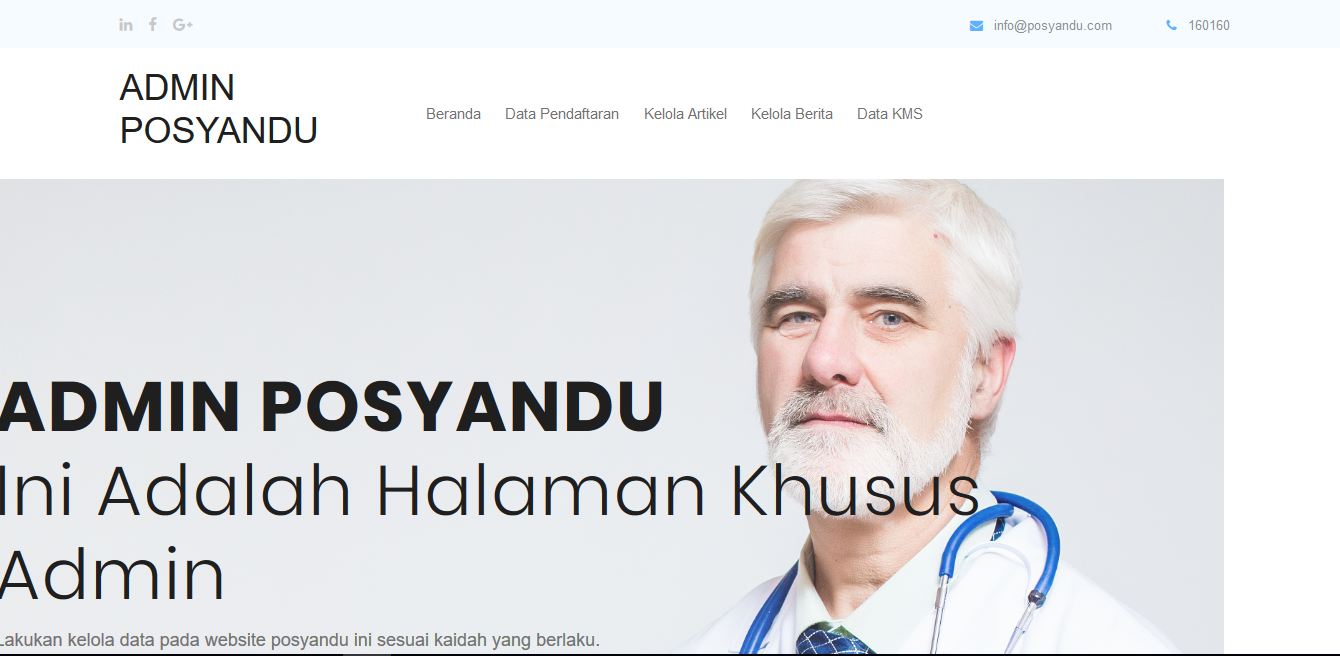 info@posyandu.com 160160
ADMIN
POSYANDU
Beranda Data Pendaftaran Kelola Artikel Kelola Berita Data KMS
ADMIN POSYANDU
Ini Adalah Halaman Khusus
Admin
Lakukan kelola data pada website posyandu ini sesuai kaidah yang berlaku.